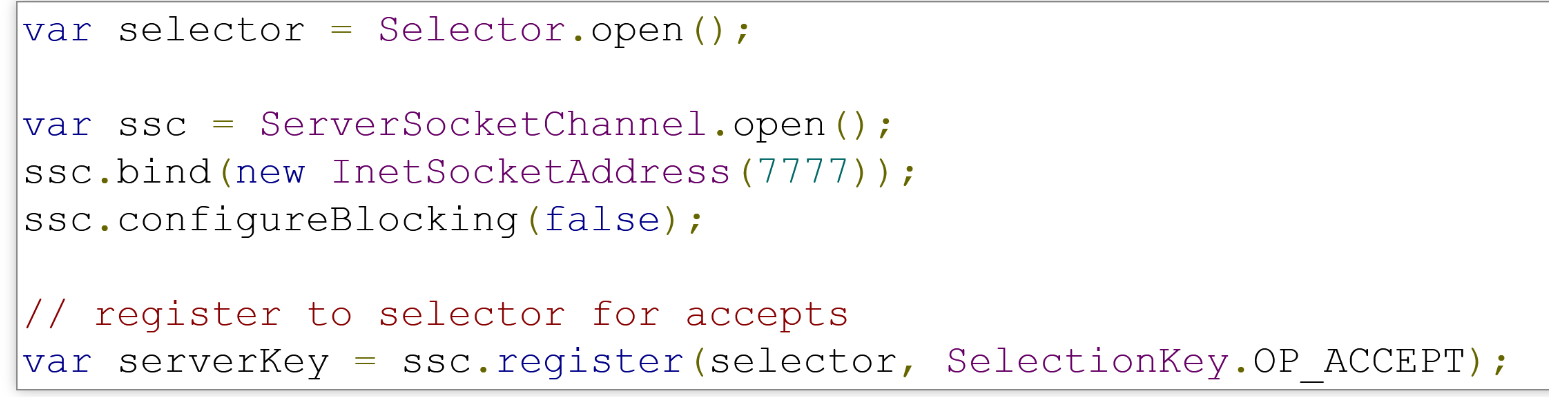 var selector = Selector.open();
var ssc = ServerSocketChannel.open();
ssc.bind(new InetSocketAddress(7777));
ssc.configureBlocking(false);
// register to selector for accepts
var serverKey = ssc.register(selector, SelectionKey.OP_ACCEPT);